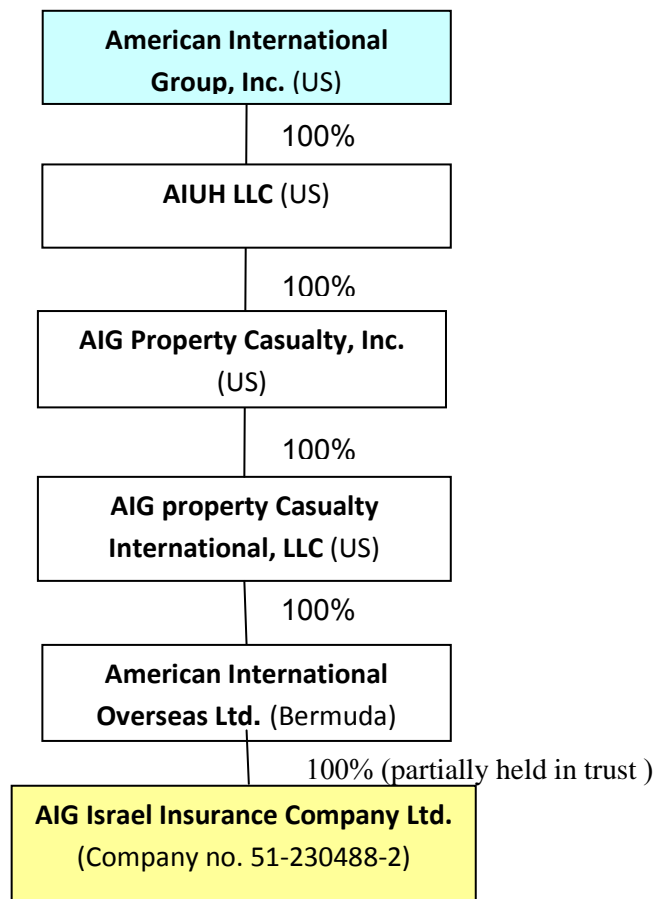 American International
Group, Inc. (US)
100%
AIUH LLC (US)
100%
AIG Property Casualty, Inc.
(US)
100%
AIG property Casualty
International, LLC (US)
100%
American International
Overseas Ltd. (Bermuda)
100% (partially held in trust )
AIG Israel Insurance Company Ltd.
(Company no. 51-230488-2)